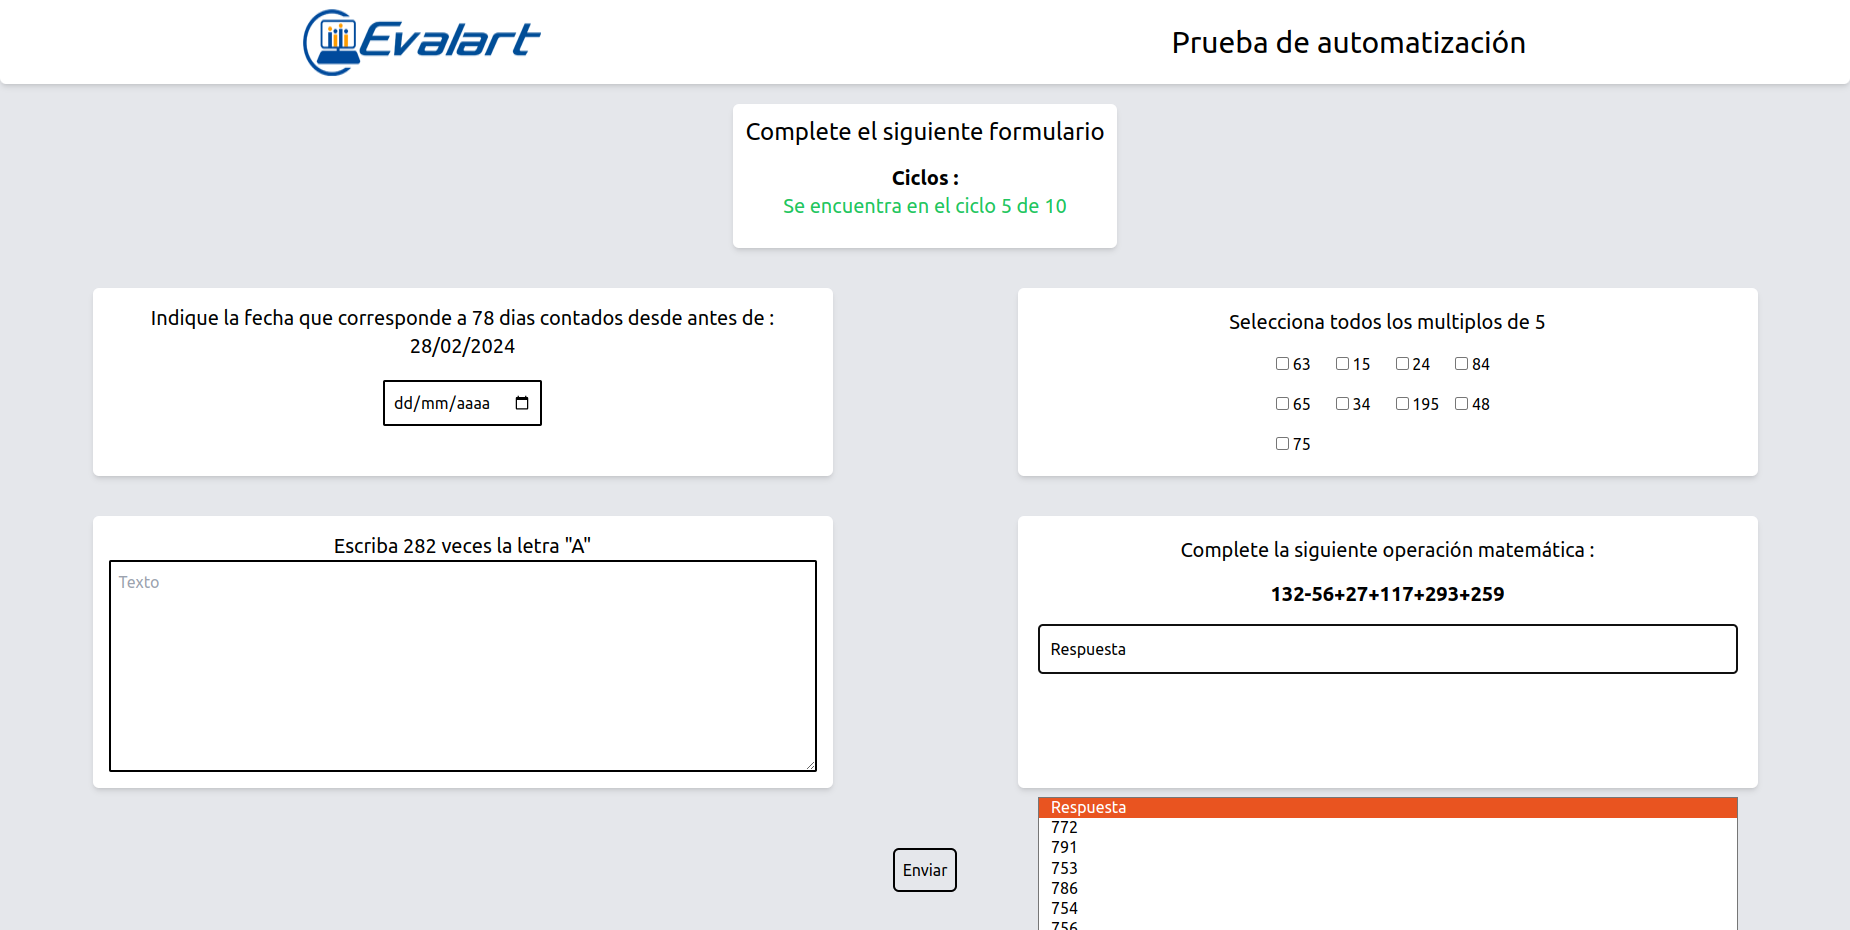 Evalart
Prueba de automatización
Complete el siguiente formulario
Ciclos :
Se encuentra en el ciclo 5 de 10
Indique la fecha que corresponde a 78 dias contados desde antes de :
28/02/2024
dd/mm/aaaa
Selecciona todos los multiplos de 5
63 15 24 84
65 34 195 48
75
Escriba 282 veces la letra "A"
Texto
Complete la siguiente operación matemática :
132-56+27+117+293+259
Respuesta
Respuesta
772
791
753
786
754
756
Enviar